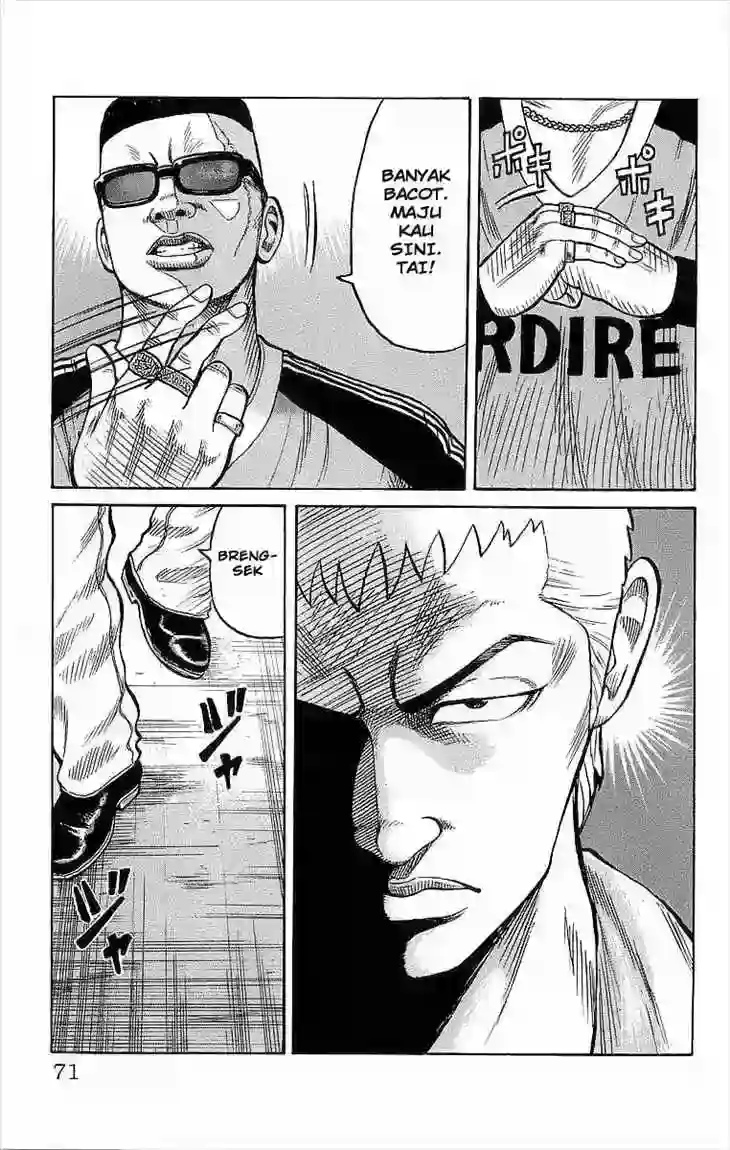 ポキ
ポキ
RDIRE
BANYAK
BACOT.
MAJU
KAU
SINI.
TAI!
BRENG-
SEK
ジャ
ジャ
71